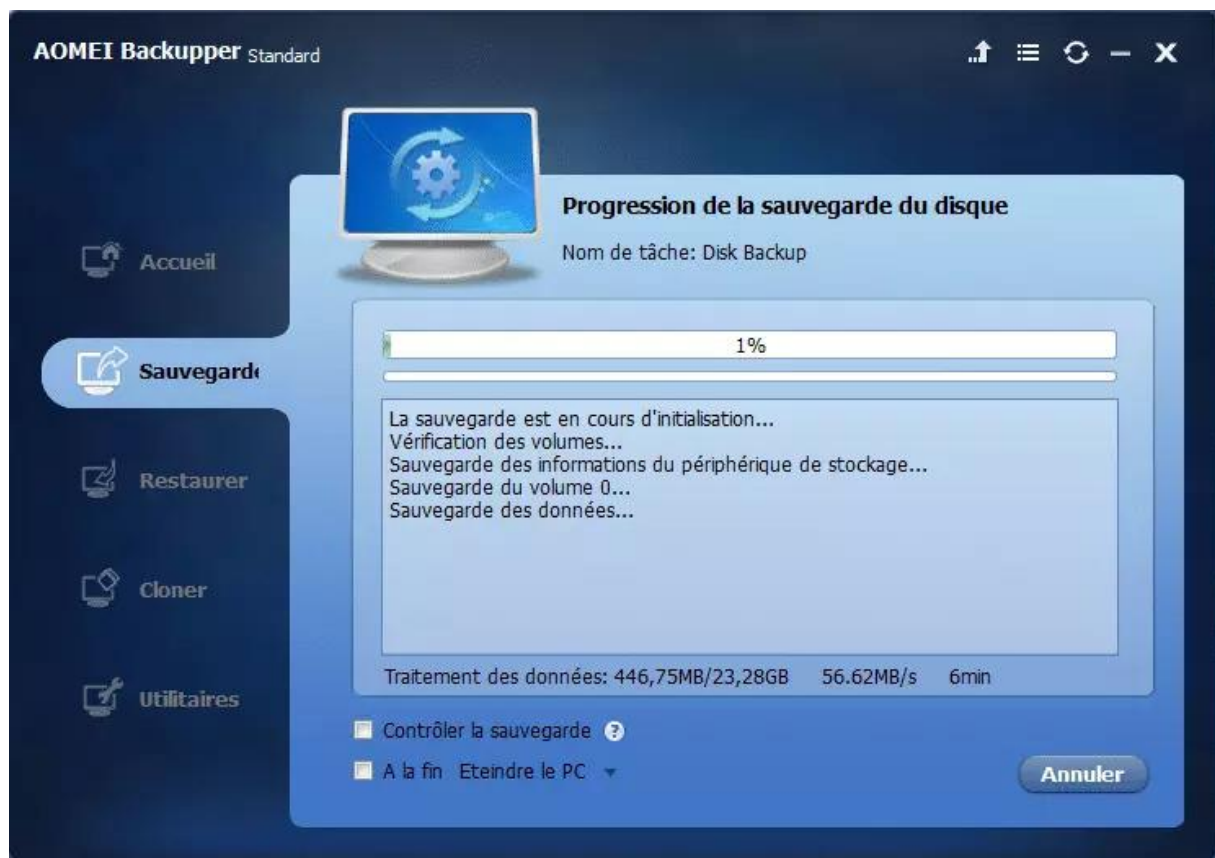 AOMEI Backupper Standard
Progression de la sauvegarde du disque
Nom de tâche: Disk Backup
Accueil
Sauvegarde
Restaurer
Cloner
Utilitaires
1%
La sauvegarde est en cours d'initialisation...
Vérification des volumes...
Sauvegarde des informations du périphérique de stockage...
Sauvegarde du volume 0...
Sauvegarde des données...
Traitement des données: 446,75MB/23,28GB 56.62MB/s 6min
Contrôler la sauvegarde ?
A la fin Eteindre le PC
Annuler